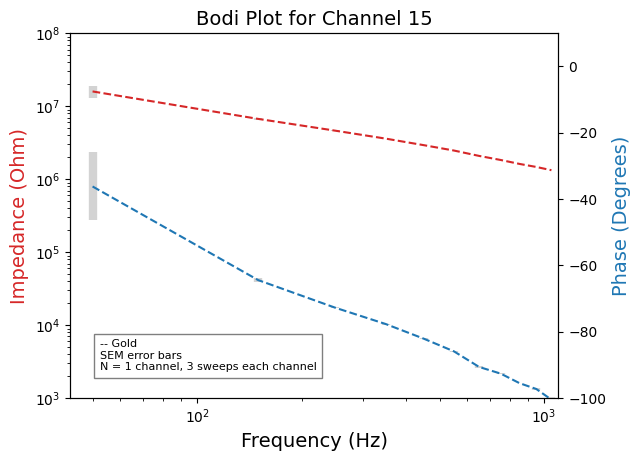 Bodi Plot for Channel 15
10^8
10^7
10^6
10^5
10^4
10^3
Impedance (Ohm)
0
−20
−40
−60
−80
−100
Phase (Degrees)
-- Gold
SEM error bars
N = 1 channel, 3 sweeps each channel
10^2
10^3
Frequency (Hz)